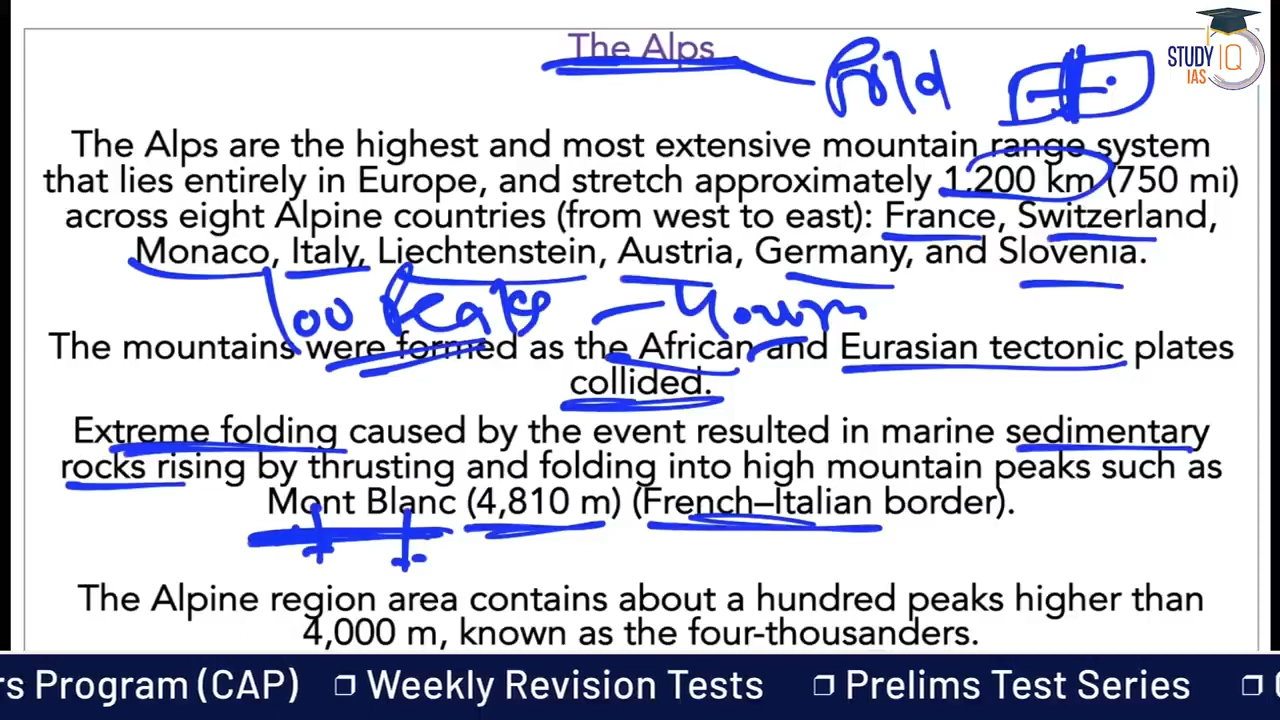 The Alps
fold
STUDY IQ
IAS
The Alps are the highest and most extensive mountain range system
that lies entirely in Europe, and stretch approximately 1,200 km (750 mi)
across eight Alpine countries (from west to east): France, Switzerland,
Monaco, Italy, Liechtenstein, Austria, Germany, and Slovenia.
100 Peaks –
The mountains were formed as the African and Eurasian tectonic plates
collided.
Extreme folding caused by the event resulted in marine sedimentary
rocks rising by thrusting and folding into high mountain peaks such as
Mont Blanc (4,810 m) (French–Italian border).
The Alpine region area contains about a hundred peaks higher than
4,000 m, known as the four-thousanders.
rs Program (CAP) ❐ Weekly Revision Tests ❐ Prelims Test Series ❐